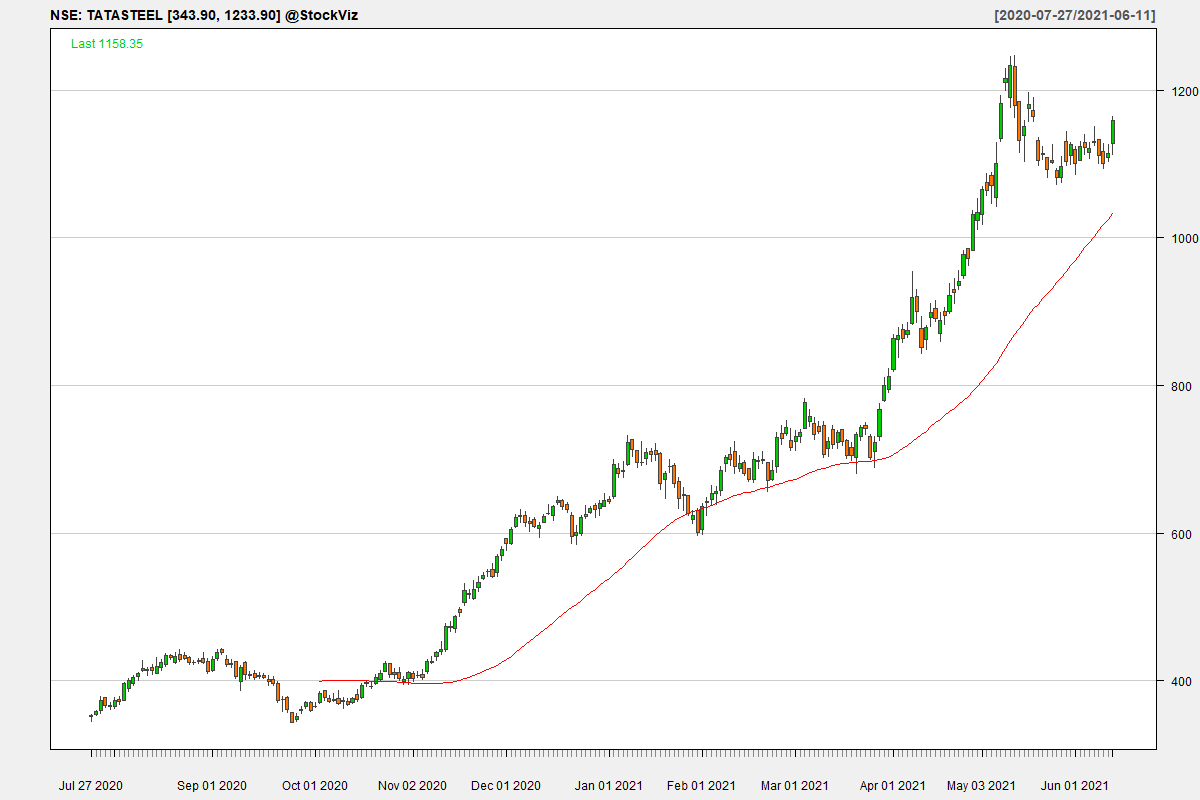 NSE: TATASTEEL [343.90, 1233.90] @StockViz
[2020-07-27/2021-06-11]
Last 1158.35
1200
1000
800
600
400
Jul 27 2020
Sep 01 2020
Oct 01 2020
Nov 02 2020
Dec 01 2020
Jan 01 2021
Feb 01 2021
Mar 01 2021
Apr 01 2021
May 03 2021
Jun 01 2021